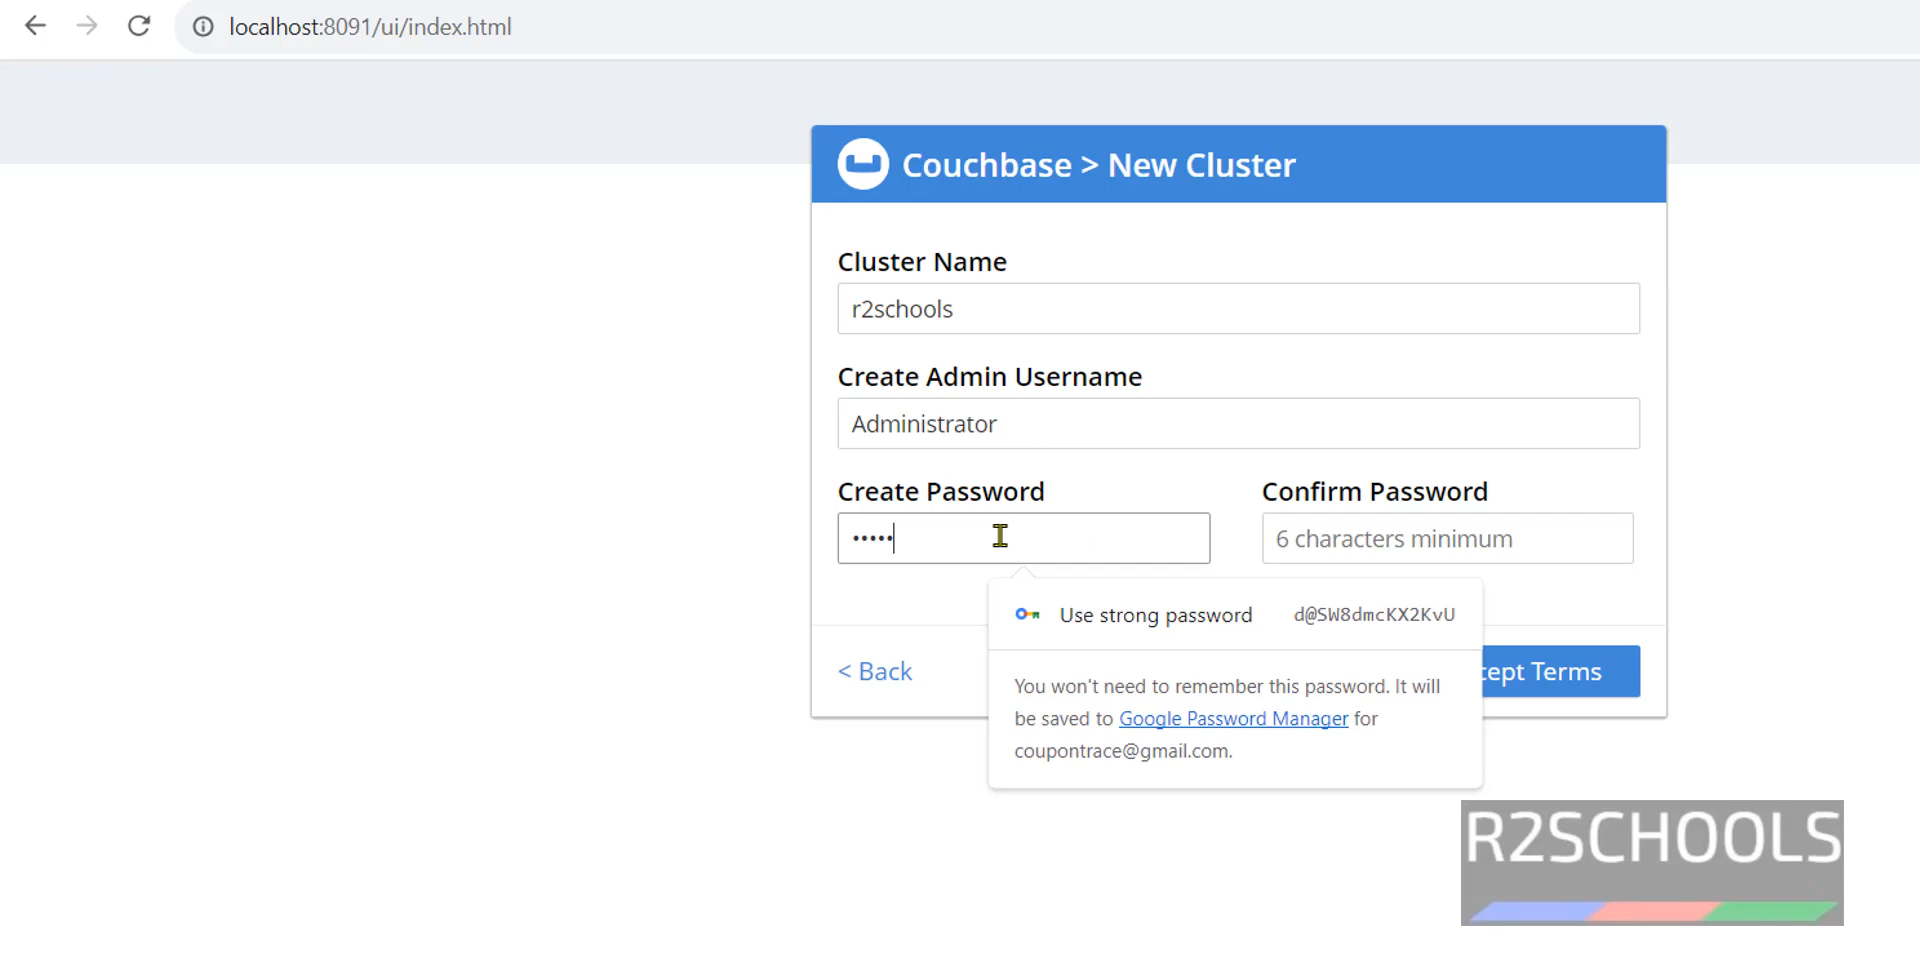 localhost:8091/ui/index.html
Couchbase > New Cluster
Cluster Name
r2schools
Create Admin Username
Administrator
Create Password
Confirm Password
•••••
6 characters minimum
Use strong password d@SW8dmcKX2KvU
< Back
cept Terms
You won't need to remember this password. It will
be saved to Google Password Manager for
coupontrace@gmail.com.
R2SCHOOLS